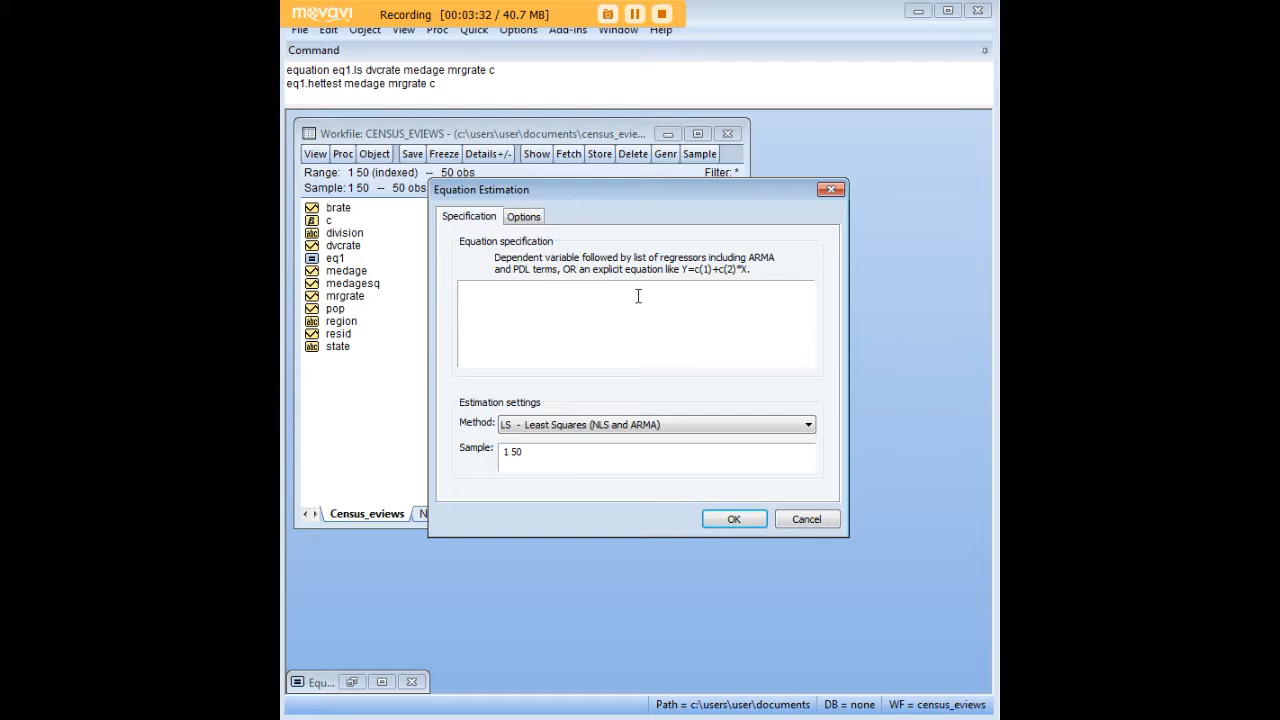 movavi
Recording [00:03:32 / 40.7 MB]
File Edit Object View Proc Quick Options Add-ins Window Help
Command
equation eq1.ls dvcrate medage mrgrate c
eq1.hettest medage mrgrate c
Workfile: CENSUS_EVIEWS - (c:\users\user\documents\census_evie...
View Proc Object Save Freeze Details+/- Show Fetch Store Delete Genr Sample
Range: 1 50 (indexed) -- 50 obs Filter: *
Sample: 1 50 -- 50 obs
brate
c
division
dvcrate
eq1
medage
medagesq
mrgrate
pop
region
resid
state
Census_eviews N
Equation Estimation
Specification Options
Equation specification
Dependent variable followed by list of regressors including ARMA
and PDL terms, OR an explicit equation like Y=c(1)+c(2)*X.
Estimation settings
Method: LS - Least Squares (NLS and ARMA)
Sample: 1 50
OK Cancel
Equ...
Path = c:\users\user\documents DB = none WF = census_eviews